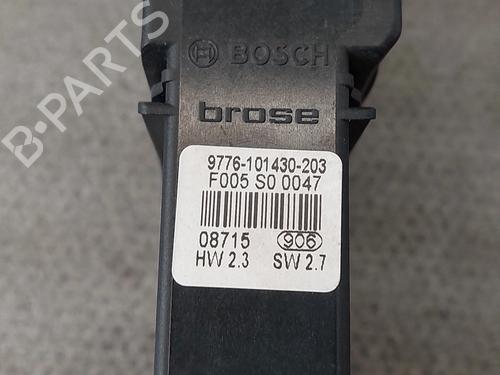 BOSCH
brose
9776-101430-203
F005 S0 0047
08715 906
HW 2.3 SW 2.7
B-PARTS